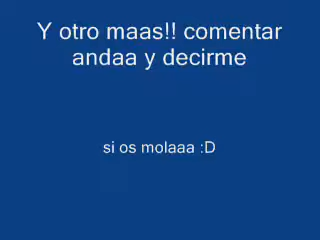 Y otro maas!! comentar
andaa y decirme
si os molaaa :D